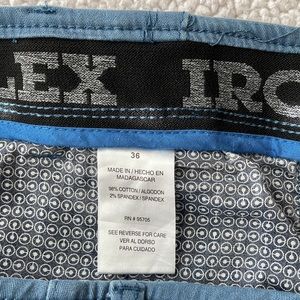 LEX IRO
36
MADE IN / HECHO EN
MADAGASCAR
98% COTTON / ALGODON
2% SPANDEX / SPANDEX
RN # 95705
SEE REVERSE FOR CARE
VER AL DORSO
PARA CUIDADO